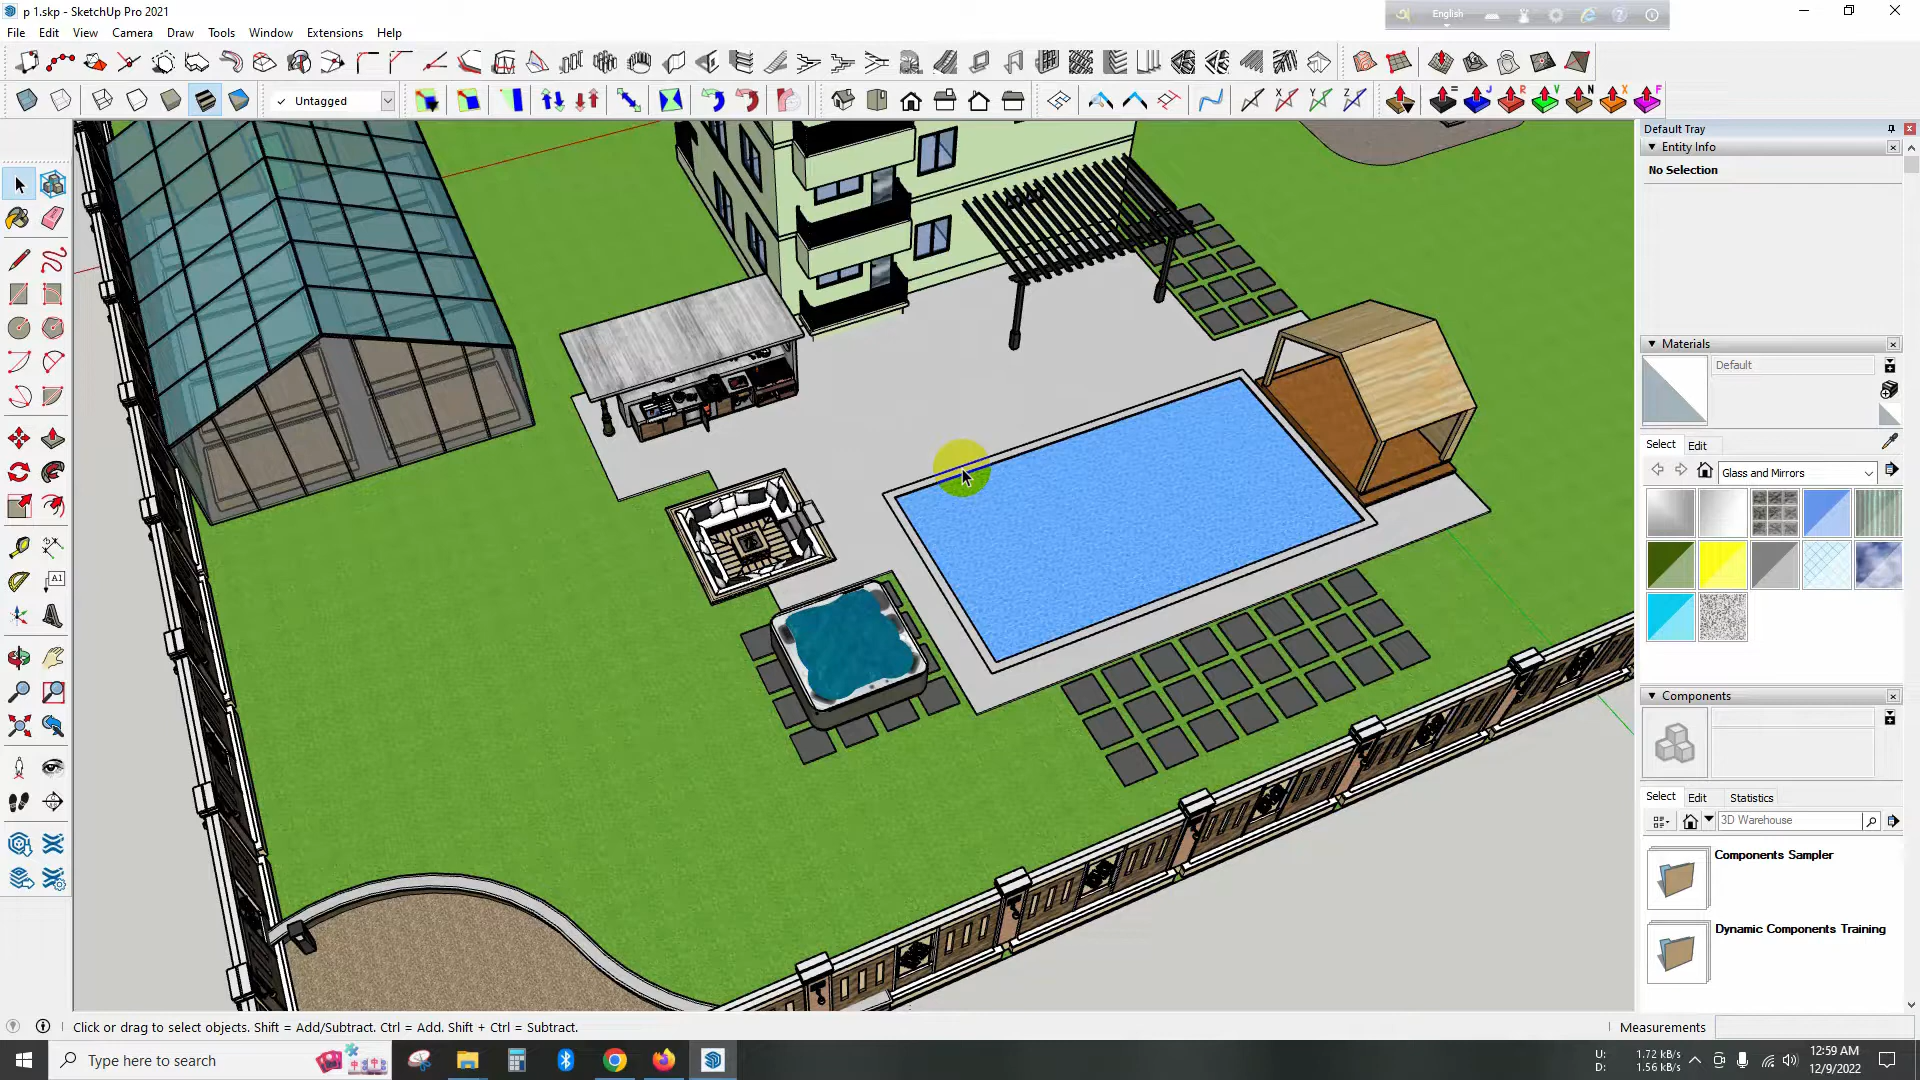 p 1.skp - SketchUp Pro 2021
English
File Edit View Camera Draw Tools Window Extensions Help
Untagged
Default Tray
Entity Info
No Selection
Materials
Default
Select Edit
Glass and Mirrors
Components
Select Edit Statistics
3D Warehouse
Components Sampler
Dynamic Components Training
Click or drag to select objects. Shift = Add/Subtract. Ctrl = Add. Shift + Ctrl = Subtract.
Measurements
Type here to search
U: 1.72 kB/s
D: 1.56 kB/s
12:59 AM
12/9/2022